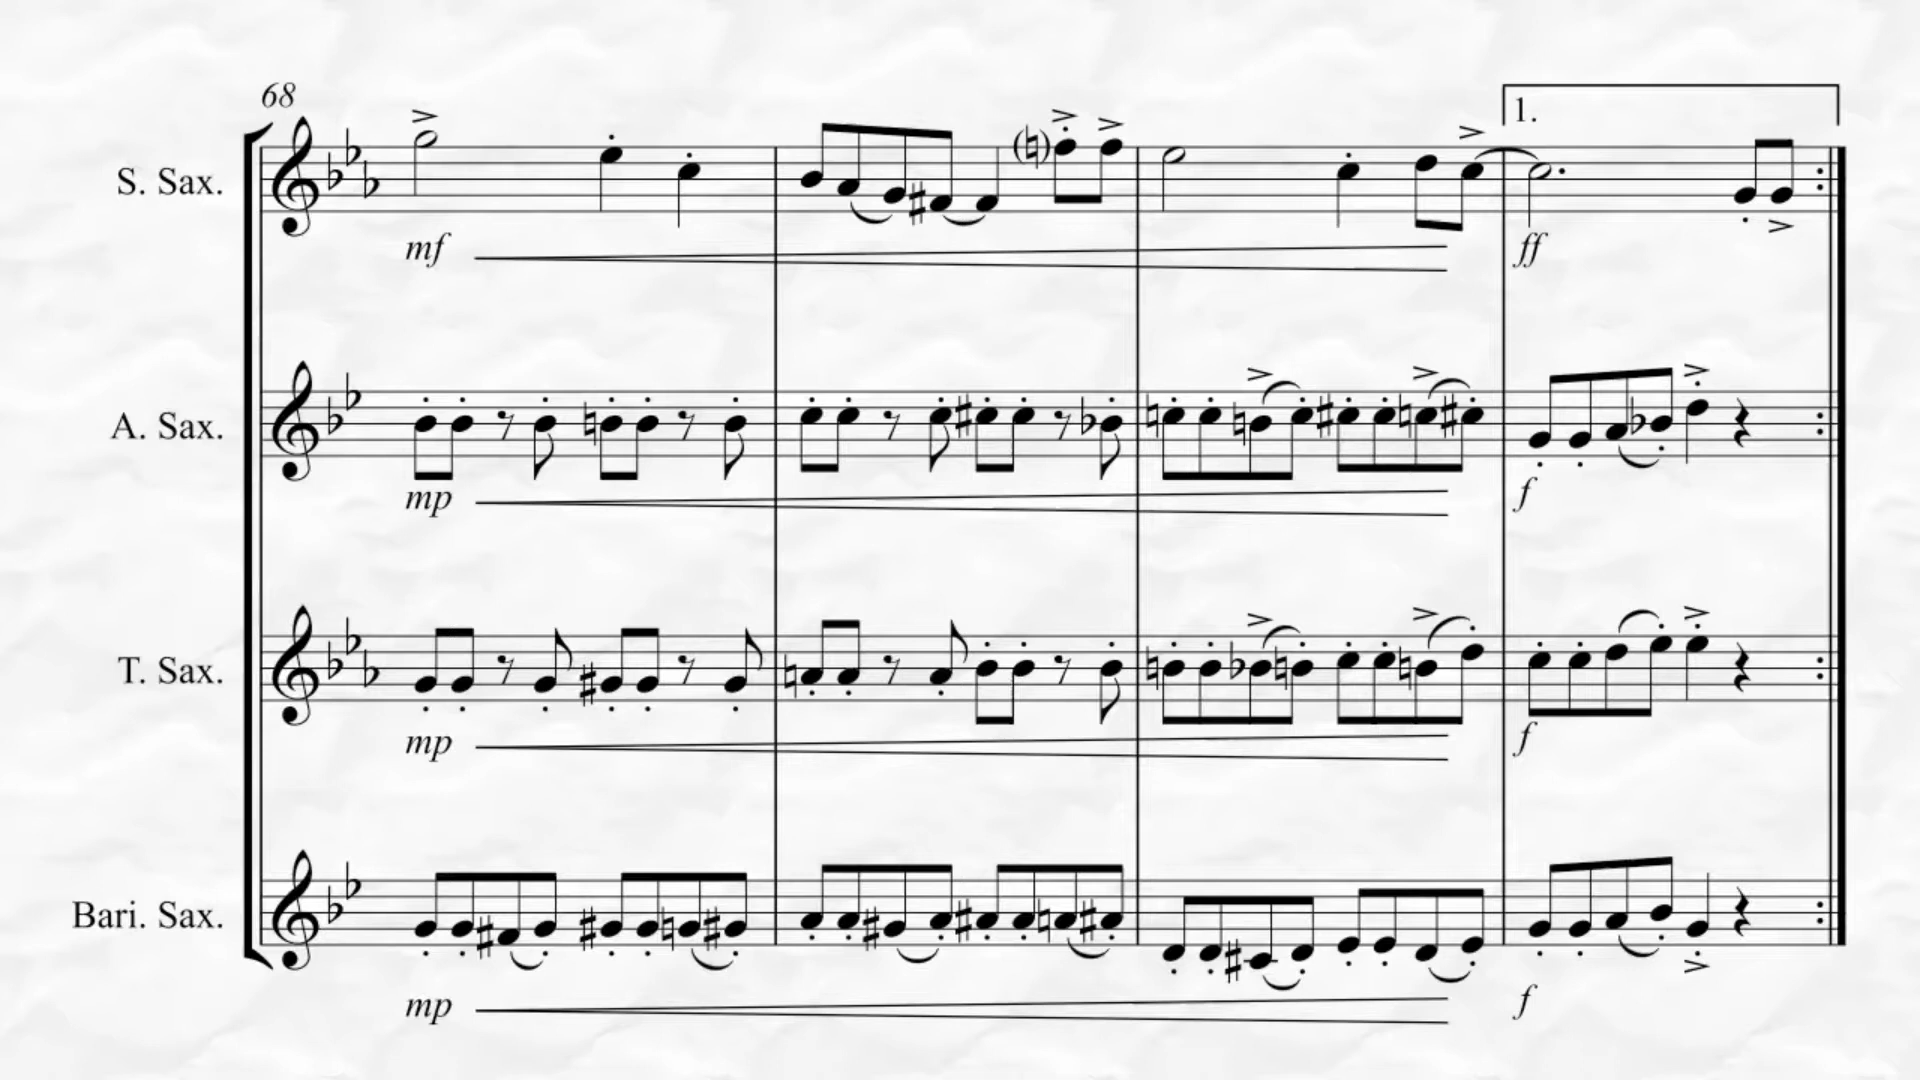 68
1.
S. Sax.
mf
ff
A. Sax.
mp
f
T. Sax.
mp
f
Bari. Sax.
mp
f